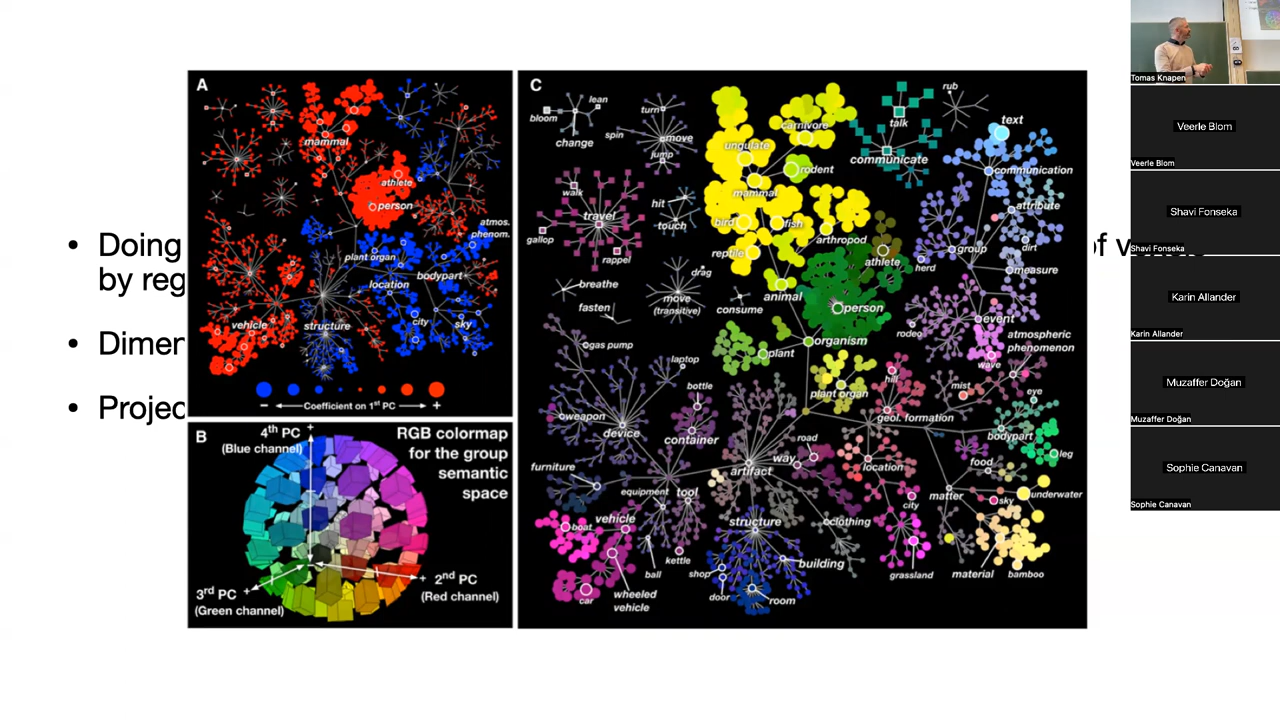 • Doing
by reg
• Dimen
• Projec
of v
A
mammal
athlete
person
atmos.
phenom.
plant organ
bodypart
location
city
sky
vehicle
structure
- Coefficient on 1st PC +
B
4th PC +
(Blue channel)
RGB colormap
for the group
semantic
space
+ 2nd PC
(Red channel)
3rd PC +
(Green channel)
C
bloom
lean
change
turn
spin
move
jump
carnivore
ungulate
rodent
mammal
talk
communicate
rub
text
communication
attribute
walk
travel
gallop
rappel
hit
touch
bird
fish
reptile
arthropod
athlete
herd
group
dirt
measure
breathe
fasten
drag
move
(transitive)
consume
animal
person
rodeo
event
gas pump
laptop
plant
organism
wave
atmospheric
phenomenon
weapon
device
bottle
container
plant organ
hill
geol. formation
mist
eye
bodypart
leg
furniture
equipment
tool
artifact
way
road
location
food
matter
sky
underwater
city
boat
vehicle
kettle
structure
clothing
ball
shop
door
building
room
grassland
material
bamboo
car
wheeled
vehicle
Tomas Knapen
Veerle Blom
Veerle Blom
Shavi Fonseka
Shavi Fonseka
Karin Allander
Karin Allander
Muzaffer Doğan
Muzaffer Doğan
Sophie Canavan
Sophie Canavan